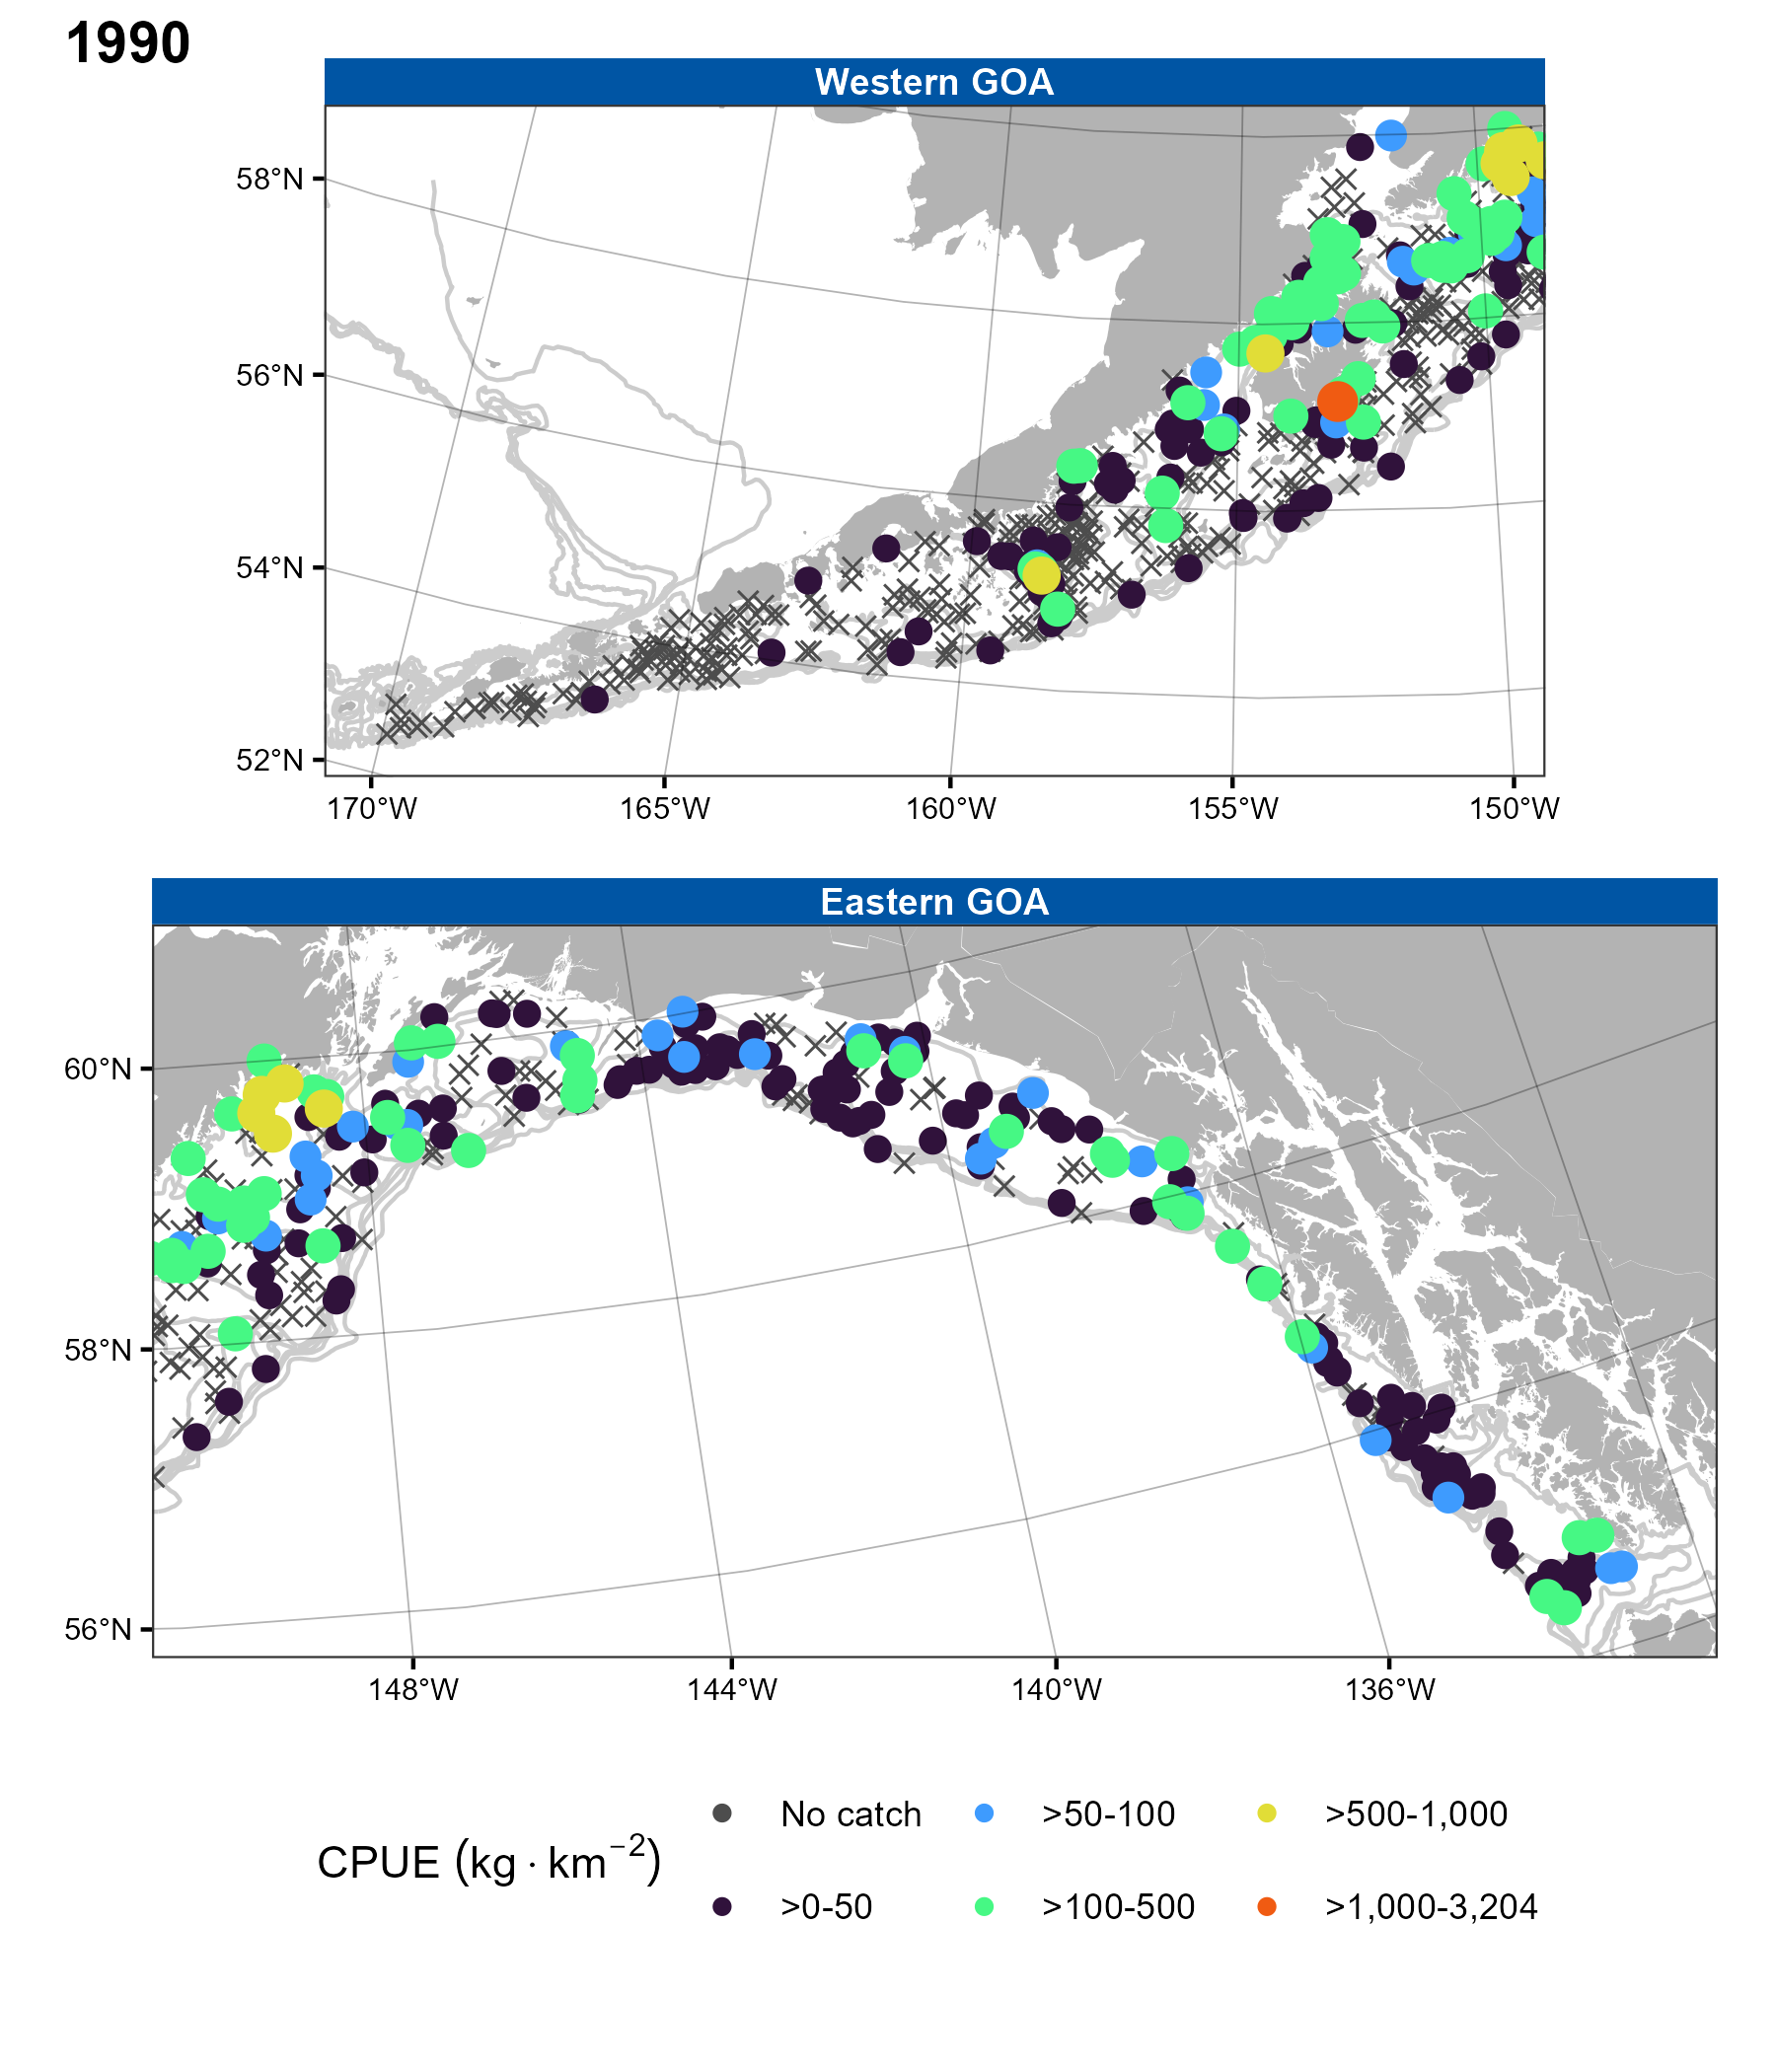 1990
Western GOA
58°N
56°N
54°N
52°N
170°W 165°W 160°W 155°W 150°W
Eastern GOA
60°N
58°N
56°N
148°W 144°W 140°W 136°W
CPUE (kg · km⁻²)
No catch >50-100 >500-1,000
>0-50 >100-500 >1,000-3,204